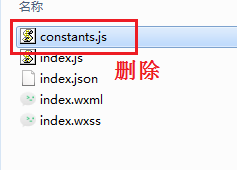 名称
constants.js
index.js
删除
index.json
index.wxml
index.wxss